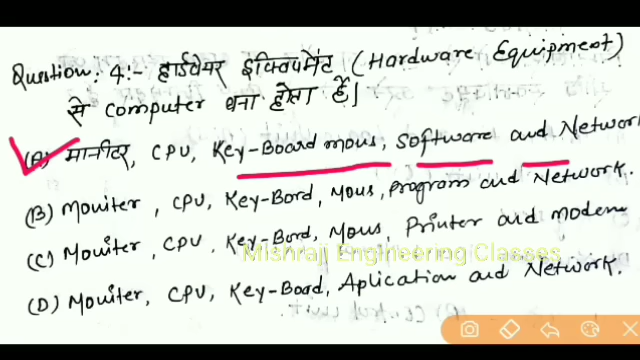 Question: 4:- हार्डवेयर इक्विपमेंट (Hardware Equipment)
से computer बना होता हैं|
(A) मानीटर, CPU, Key-Board mous, Software and Network
(B) Moniter, CPU, Key-Bord, Mous, Program and Network.
(C) Moniter, CPU, Key-Bord, Mous, Printer and modem
Mishraji Engineering Classes
(D) Moniter, CPU, Key-Boad, Aplication and Network.